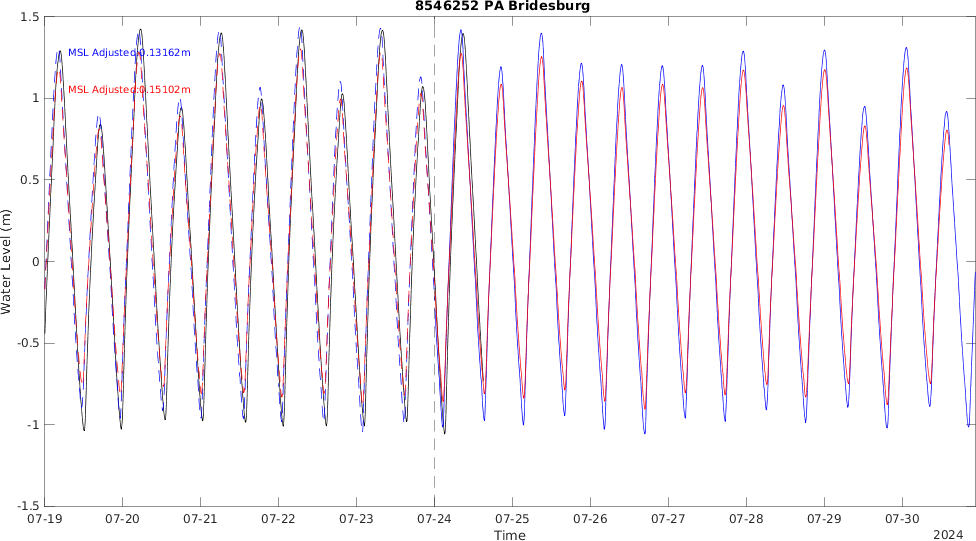 8546252 PA Bridesburg
MSL Adjusted:0.13162m
MSL Adjusted:0.15102m
Water Level (m)
1.5
1
0.5
0
-0.5
-1
-1.5
07-19 07-20 07-21 07-22 07-23 07-24 07-25 07-26 07-27 07-28 07-29 07-30
Time
2024